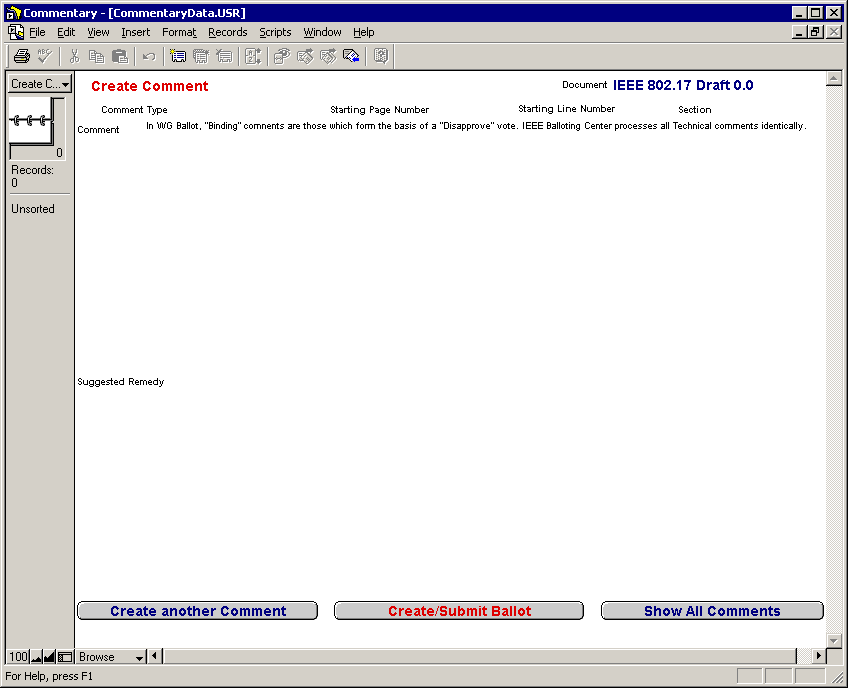 Commentary - [CommentaryData.USR]
File Edit View Insert Format Records Scripts Window Help
Create C...
Create Comment
Document IEEE 802.17 Draft 0.0
Comment Type Starting Page Number Starting Line Number Section
Comment In WG Ballot, "Binding" comnents are those which form the basis of a "Disapprove" vote. IEEE Balloting Center processes all Technical comments identically.
0
Records:
0
Unsorted
Suggested Remedy
Create another Comment Create/Submit Ballot Show All Comments
100 Browse
For Help, press F1